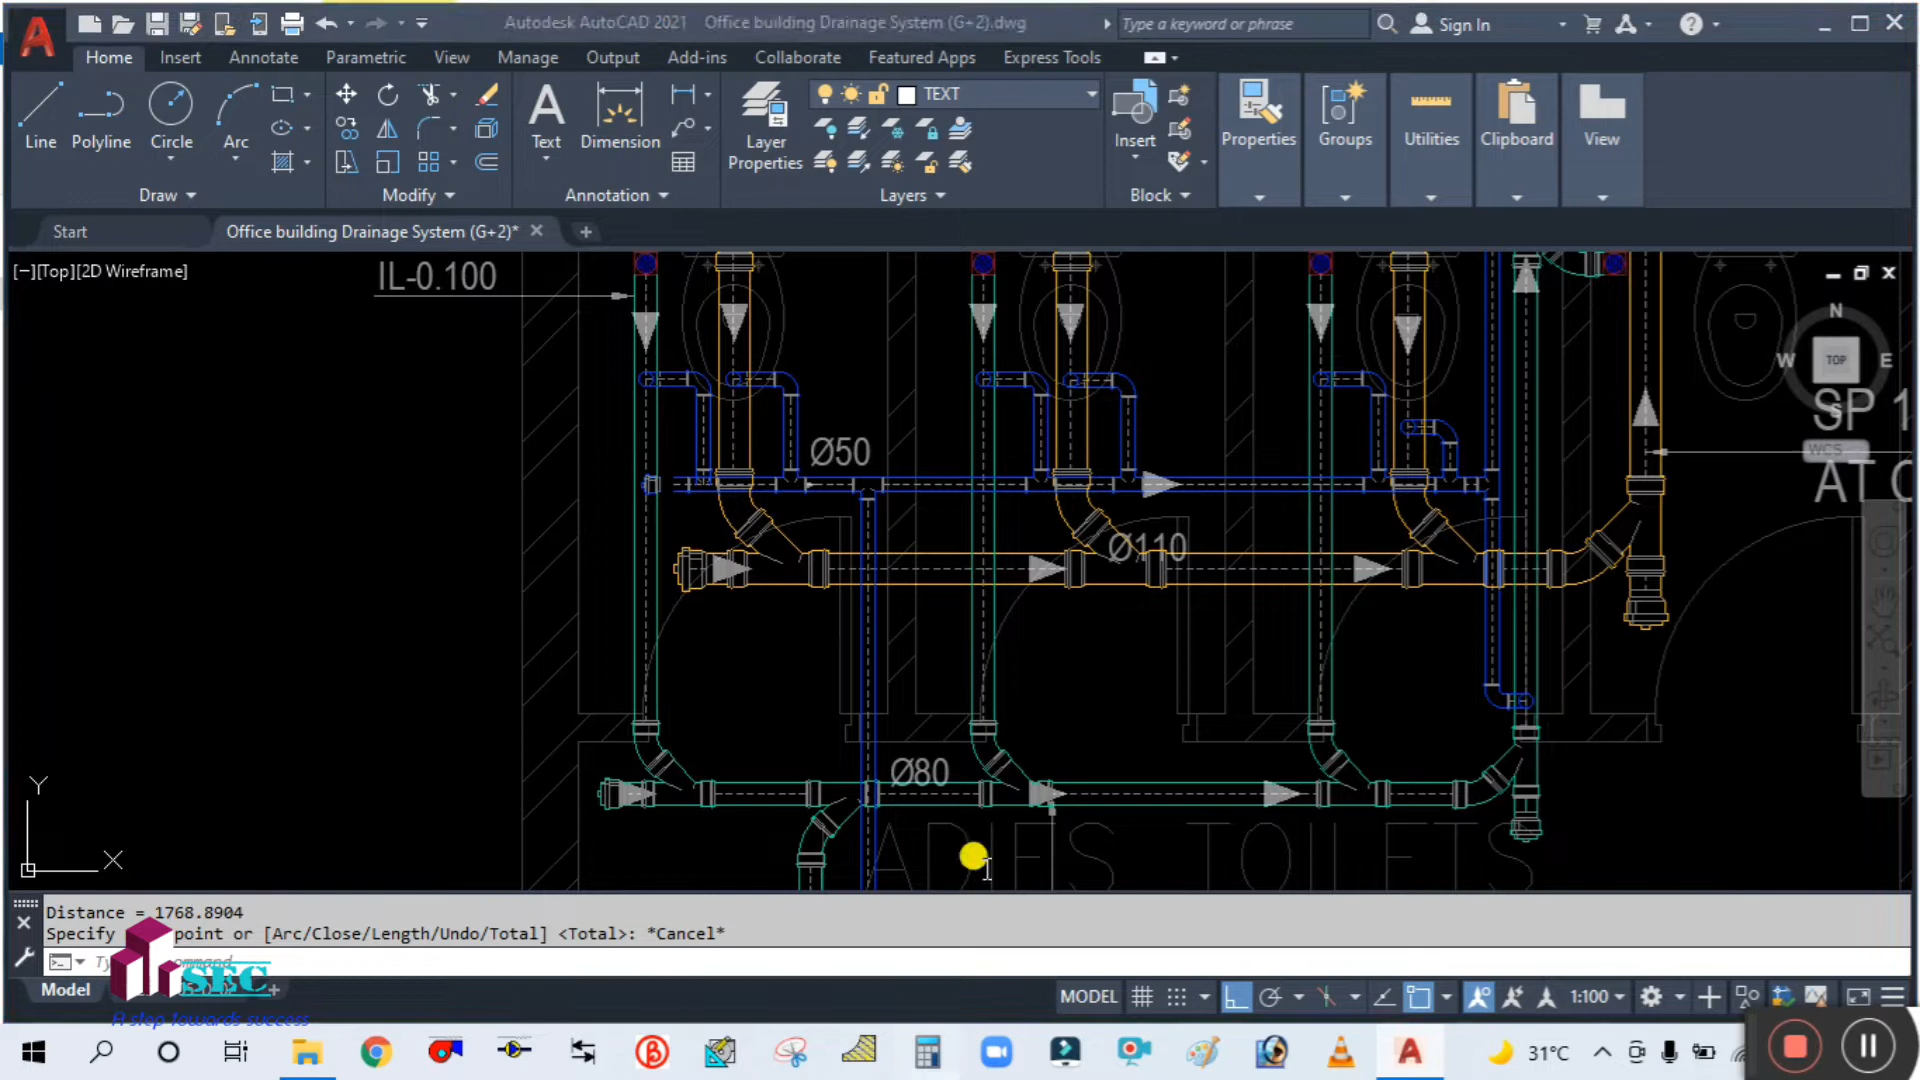 Autodesk AutoCAD 2021 Office building Drainage System (G+2).dwg
Type a keyword or phrase
Sign In
Home Insert Annotate Parametric View Manage Output Add-ins Collaborate Featured Apps Express Tools
TEXT
Line Polyline Circle Arc
Text Dimension
Layer Properties
Insert
Properties Groups Utilities Clipboard View
Draw Modify Annotation Layers Block
Start Office building Drainage System (G+2)*
[−][Top][2D Wireframe]
IL-0.100
N
W TOP E
S
WCS
SP 1
AT
Ø50
Ø110
Ø80
ADIES TOILETS
Y
X
Distance = 1768.8904
Specify point or [Arc/Close/Length/Undo/Total] <Total>: *Cancel*
SEC
A step towards success
Model
MODEL 1:100
31°C